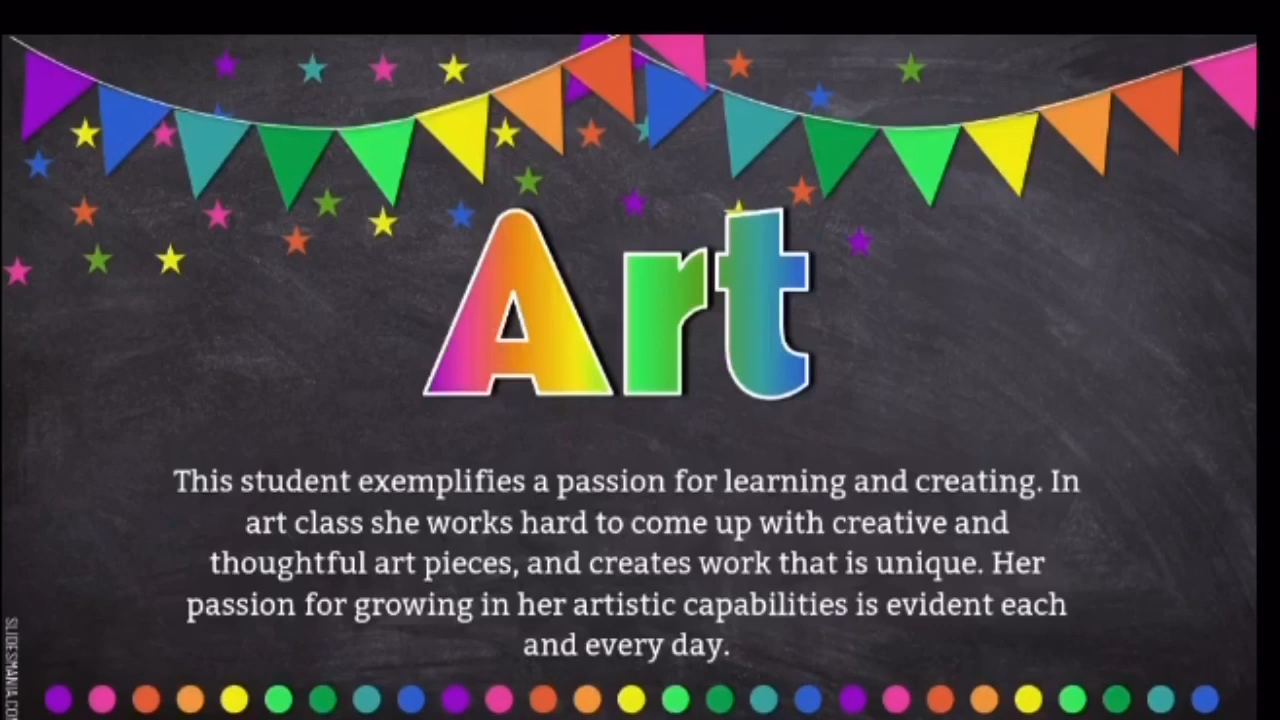 Art
This student exemplifies a passion for learning and creating. In
art class she works hard to come up with creative and
thoughtful art pieces, and creates work that is unique. Her
passion for growing in her artistic capabilities is evident each
and every day.
SLIDESMANIA.COM